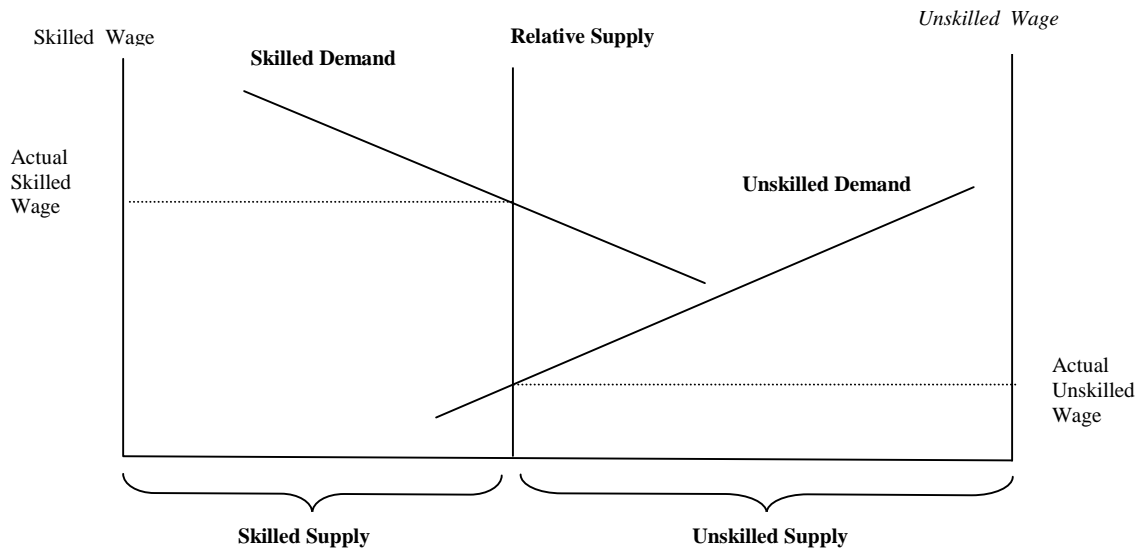 Unskilled Wage
Skilled Wage
Relative Supply
Skilled Demand
Actual
Skilled
Wage
Unskilled Demand
Actual
Unskilled
Wage
Skilled Supply
Unskilled Supply